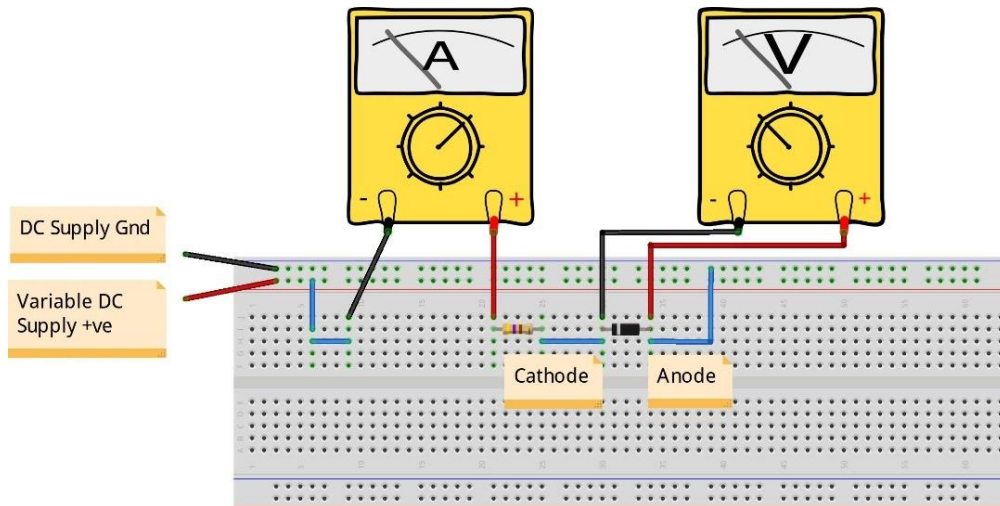 A
V
-
+
-
+
DC Supply Gnd
Variable DC
Supply +ve
Cathode
Anode